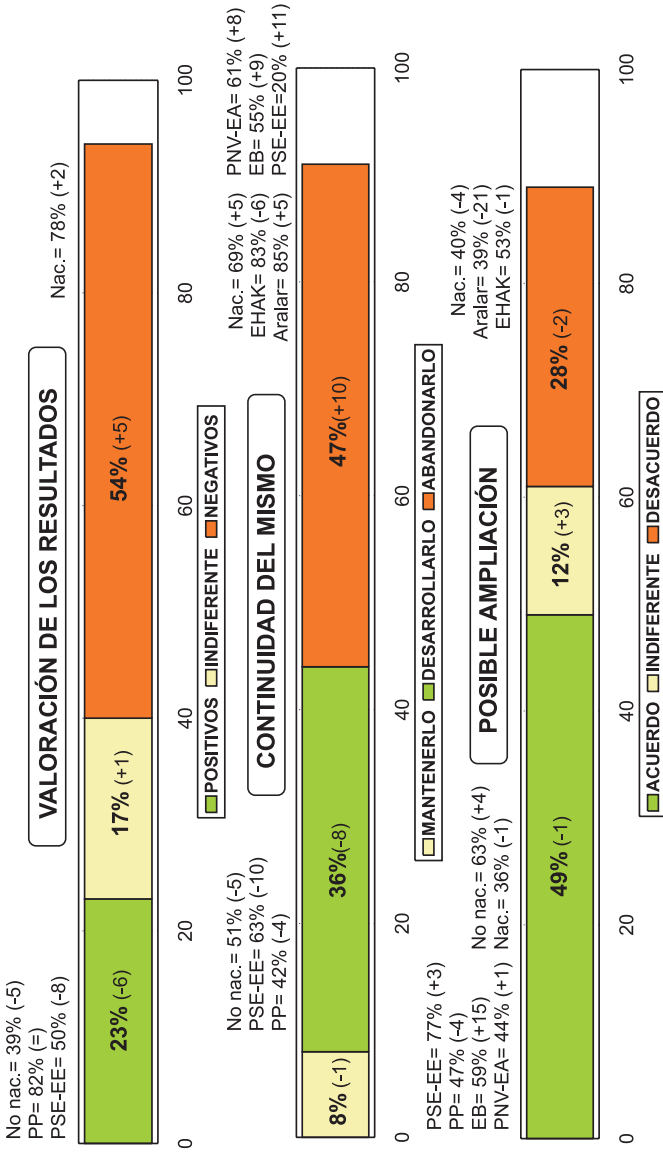 VALORACIÓN DE LOS RESULTADOS
No nac.= 39% (-5)
PP= 82% (=)
PSE-EE= 50% (-8)
Nac.= 78% (+2)
23% (-6)
17% (+1)
54% (+5)
0 20 40 60 80 100
POSITIVOS INDIFERENTE NEGATIVOS
CONTINUIDAD DEL MISMO
No nac.= 51% (-5)
PSE-EE= 63% (-10)
PP= 42% (-4)
Nac.= 69% (+5)
EHAK= 83% (-6)
Aralar= 85% (+5)
PNV-EA= 61% (+8)
EB= 55% (+9)
PSE-EE=20% (+11)
8% (-1)
36%(-8)
47%(+10)
0 20 40 60 80 100
MANTENERLO DESARROLLARLO ABANDONARLO
POSIBLE AMPLIACIÓN
PSE-EE= 77% (+3)
PP= 47% (-4)
EB= 59% (+15)
PNV-EA= 44% (+1)
No nac.= 63% (+4)
Nac.= 36% (-1)
Nac.= 40% (-4)
Aralar= 39% (-21)
EHAK= 53% (-1)
49% (-1)
12% (+3)
28% (-2)
0 20 40 60 80 100
ACUERDO INDIFERENTE DESACUERDO